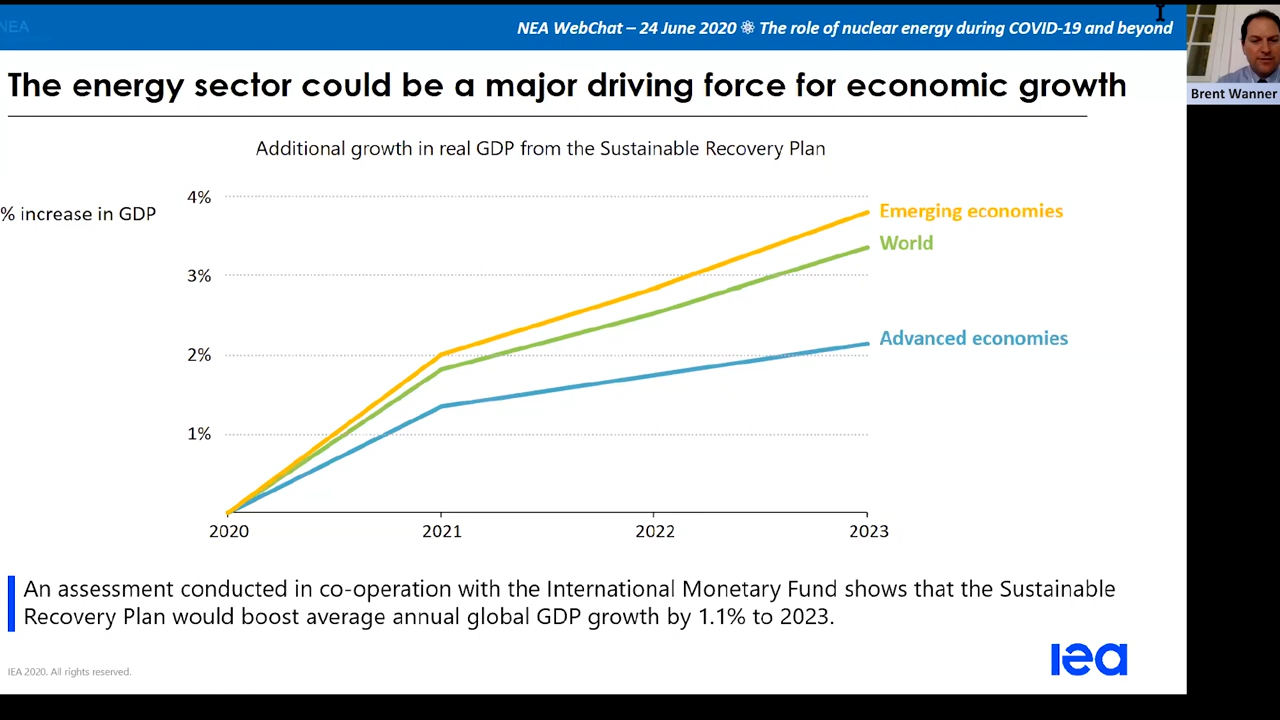 NEA
NEA WebChat – 24 June 2020 ⚛ The role of nuclear energy during COVID-19 and beyond
Brent Wanner
The energy sector could be a major driving force for economic growth
Additional growth in real GDP from the Sustainable Recovery Plan
% increase in GDP
4%
3%
2%
1%
Emerging economies
World
Advanced economies
2020 2021 2022 2023
An assessment conducted in co-operation with the International Monetary Fund shows that the Sustainable
Recovery Plan would boost average annual global GDP growth by 1.1% to 2023.
IEA 2020. All rights reserved.
iea